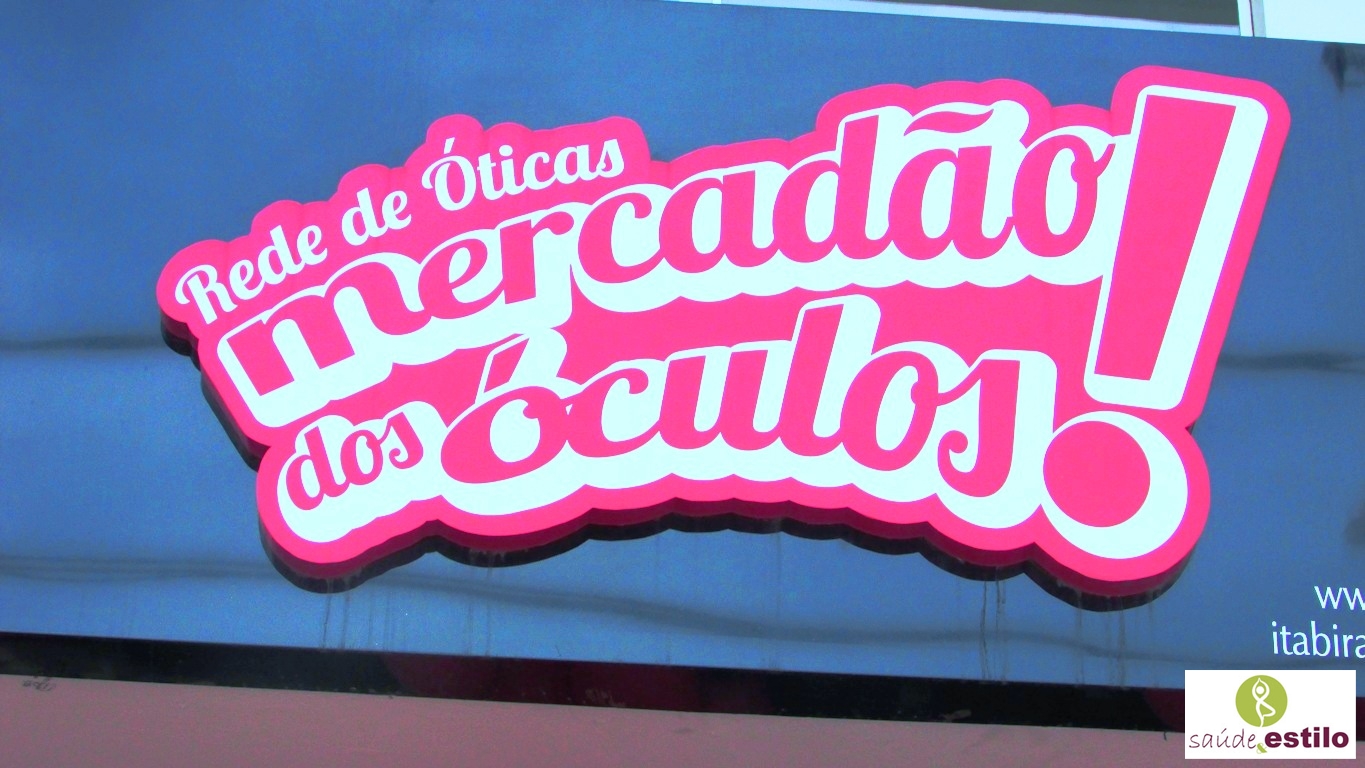 Rede de Óticas
mercadão
dos óculos!
saúde & estilo